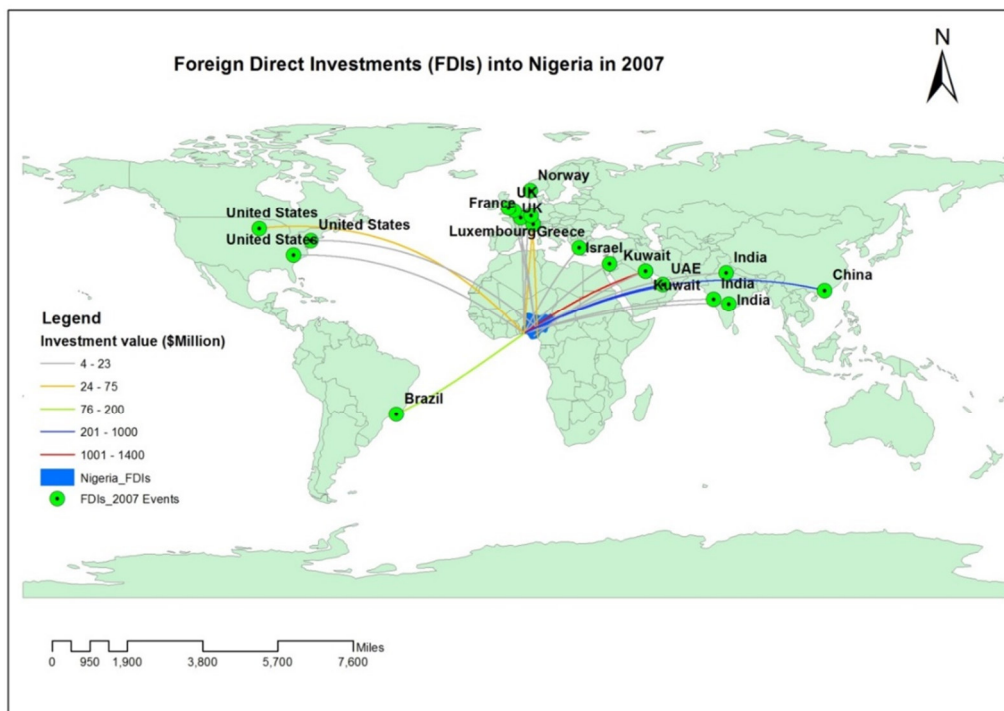 Foreign Direct Investments (FDIs) into Nigeria in 2007
N
Norway
UK
France
UK
United States
United States
United States
Luxembourg
Greece
Israel
Kuwait
UAE
Kuwait
India
India
India
China
Brazil
Legend
Investment value ($Million)
4 - 23
24 - 75
76 - 200
201 - 1000
1001 - 1400
Nigeria_FDIs
FDIs_2007 Events
Miles
0 950 1,900 3,800 5,700 7,600